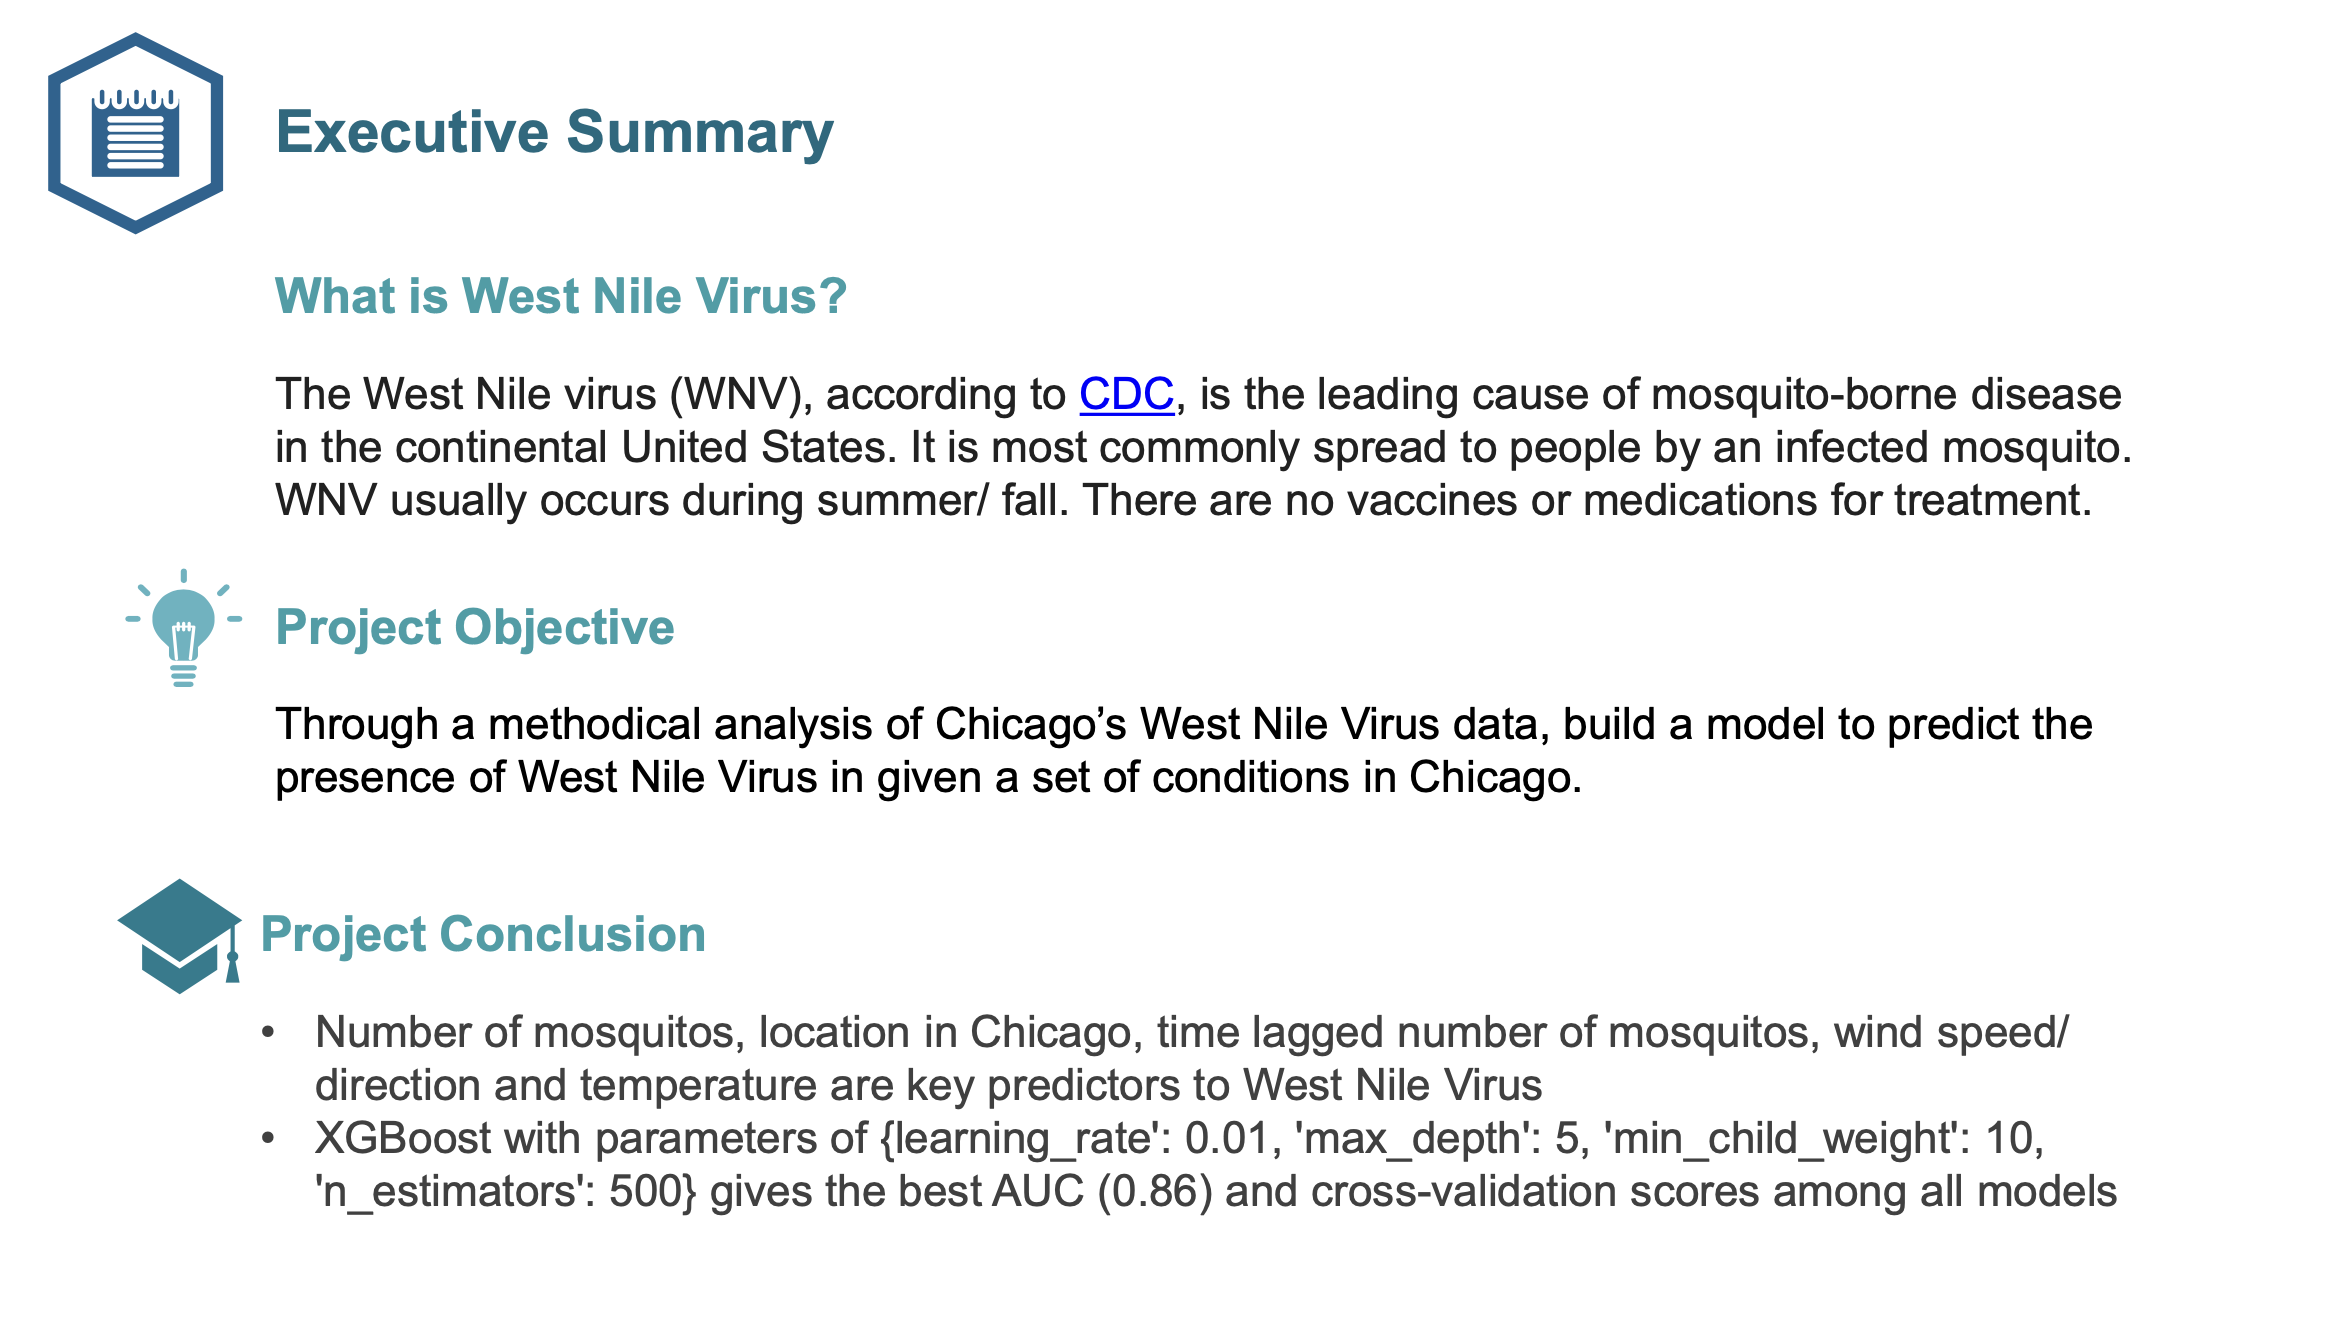 Executive Summary
What is West Nile Virus?
The West Nile virus (WNV), according to CDC, is the leading cause of mosquito-borne disease
in the continental United States. It is most commonly spread to people by an infected mosquito.
WNV usually occurs during summer/ fall. There are no vaccines or medications for treatment.
Project Objective
Through a methodical analysis of Chicago’s West Nile Virus data, build a model to predict the
presence of West Nile Virus in given a set of conditions in Chicago.
Project Conclusion
• Number of mosquitos, location in Chicago, time lagged number of mosquitos, wind speed/
direction and temperature are key predictors to West Nile Virus
• XGBoost with parameters of {learning_rate': 0.01, 'max_depth': 5, 'min_child_weight': 10,
'n_estimators': 500} gives the best AUC (0.86) and cross-validation scores among all models